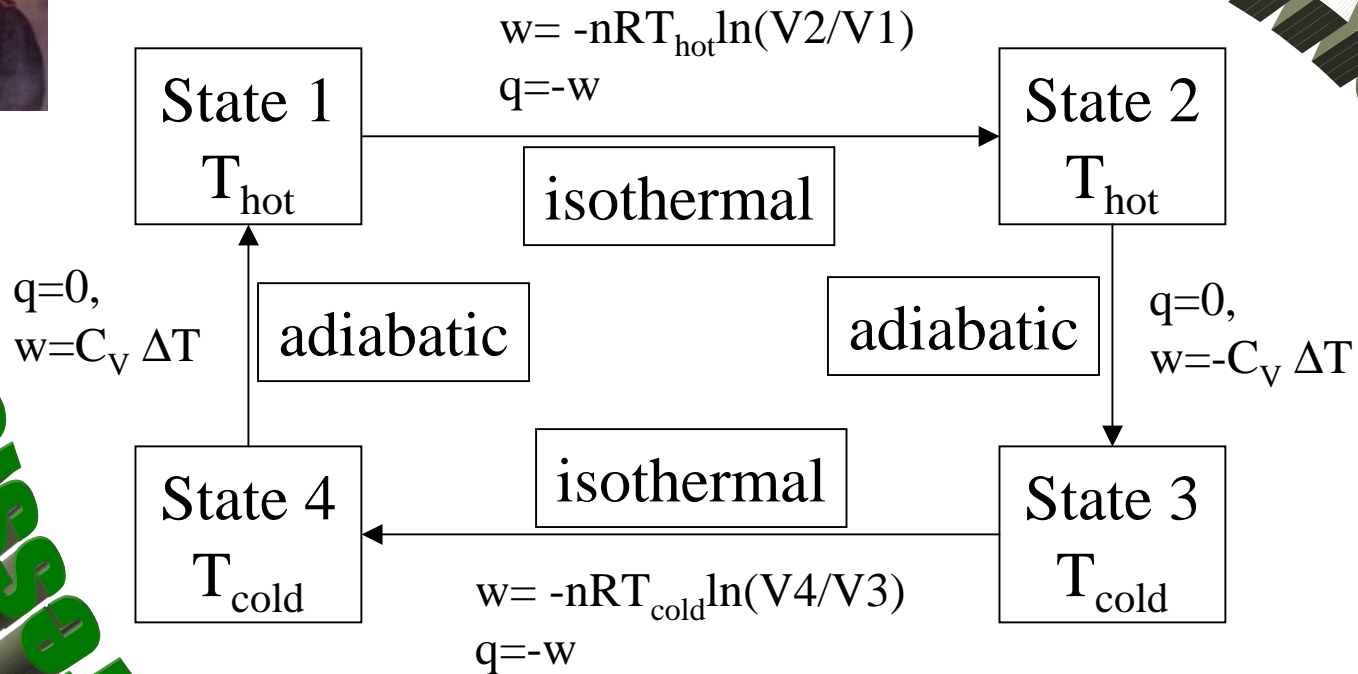 w= -nRT_hot ln(V2/V1)
q=-w
State 1
T_hot
State 2
T_hot
isothermal
q=0,
w=C_V ΔT
adiabatic
adiabatic
q=0,
w=-C_V ΔT
State 4
T_cold
isothermal
State 3
T_cold
w= -nRT_cold ln(V4/V3)
q=-w